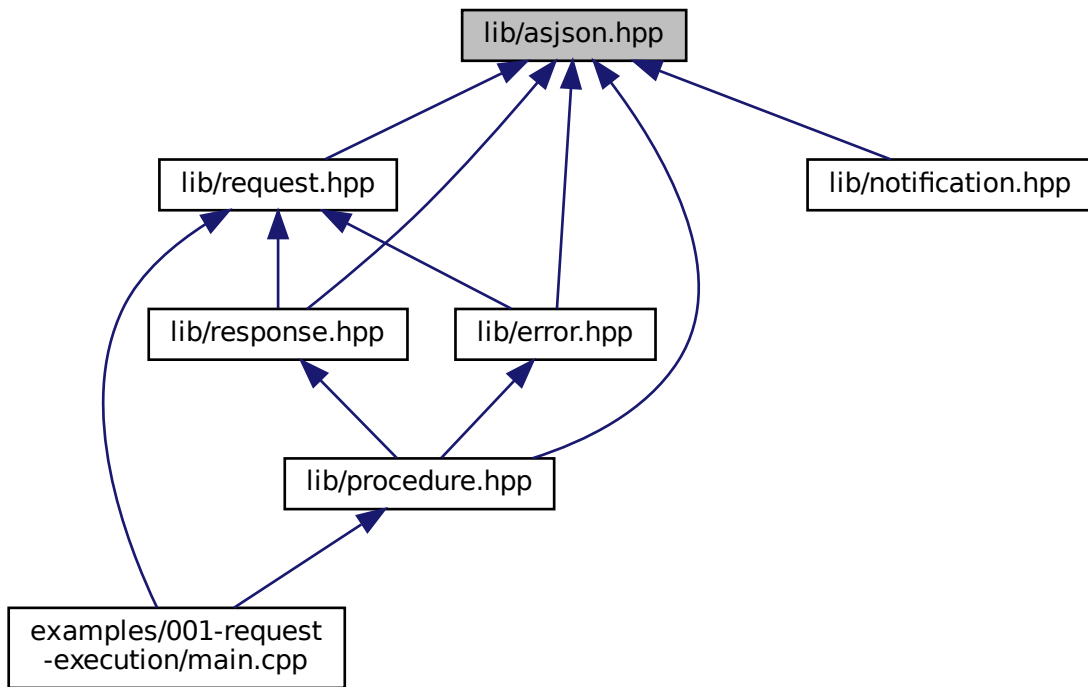 lib/asjson.hpp
lib/request.hpp
lib/notification.hpp
lib/response.hpp
lib/error.hpp
lib/procedure.hpp
examples/001-request
-execution/main.cpp